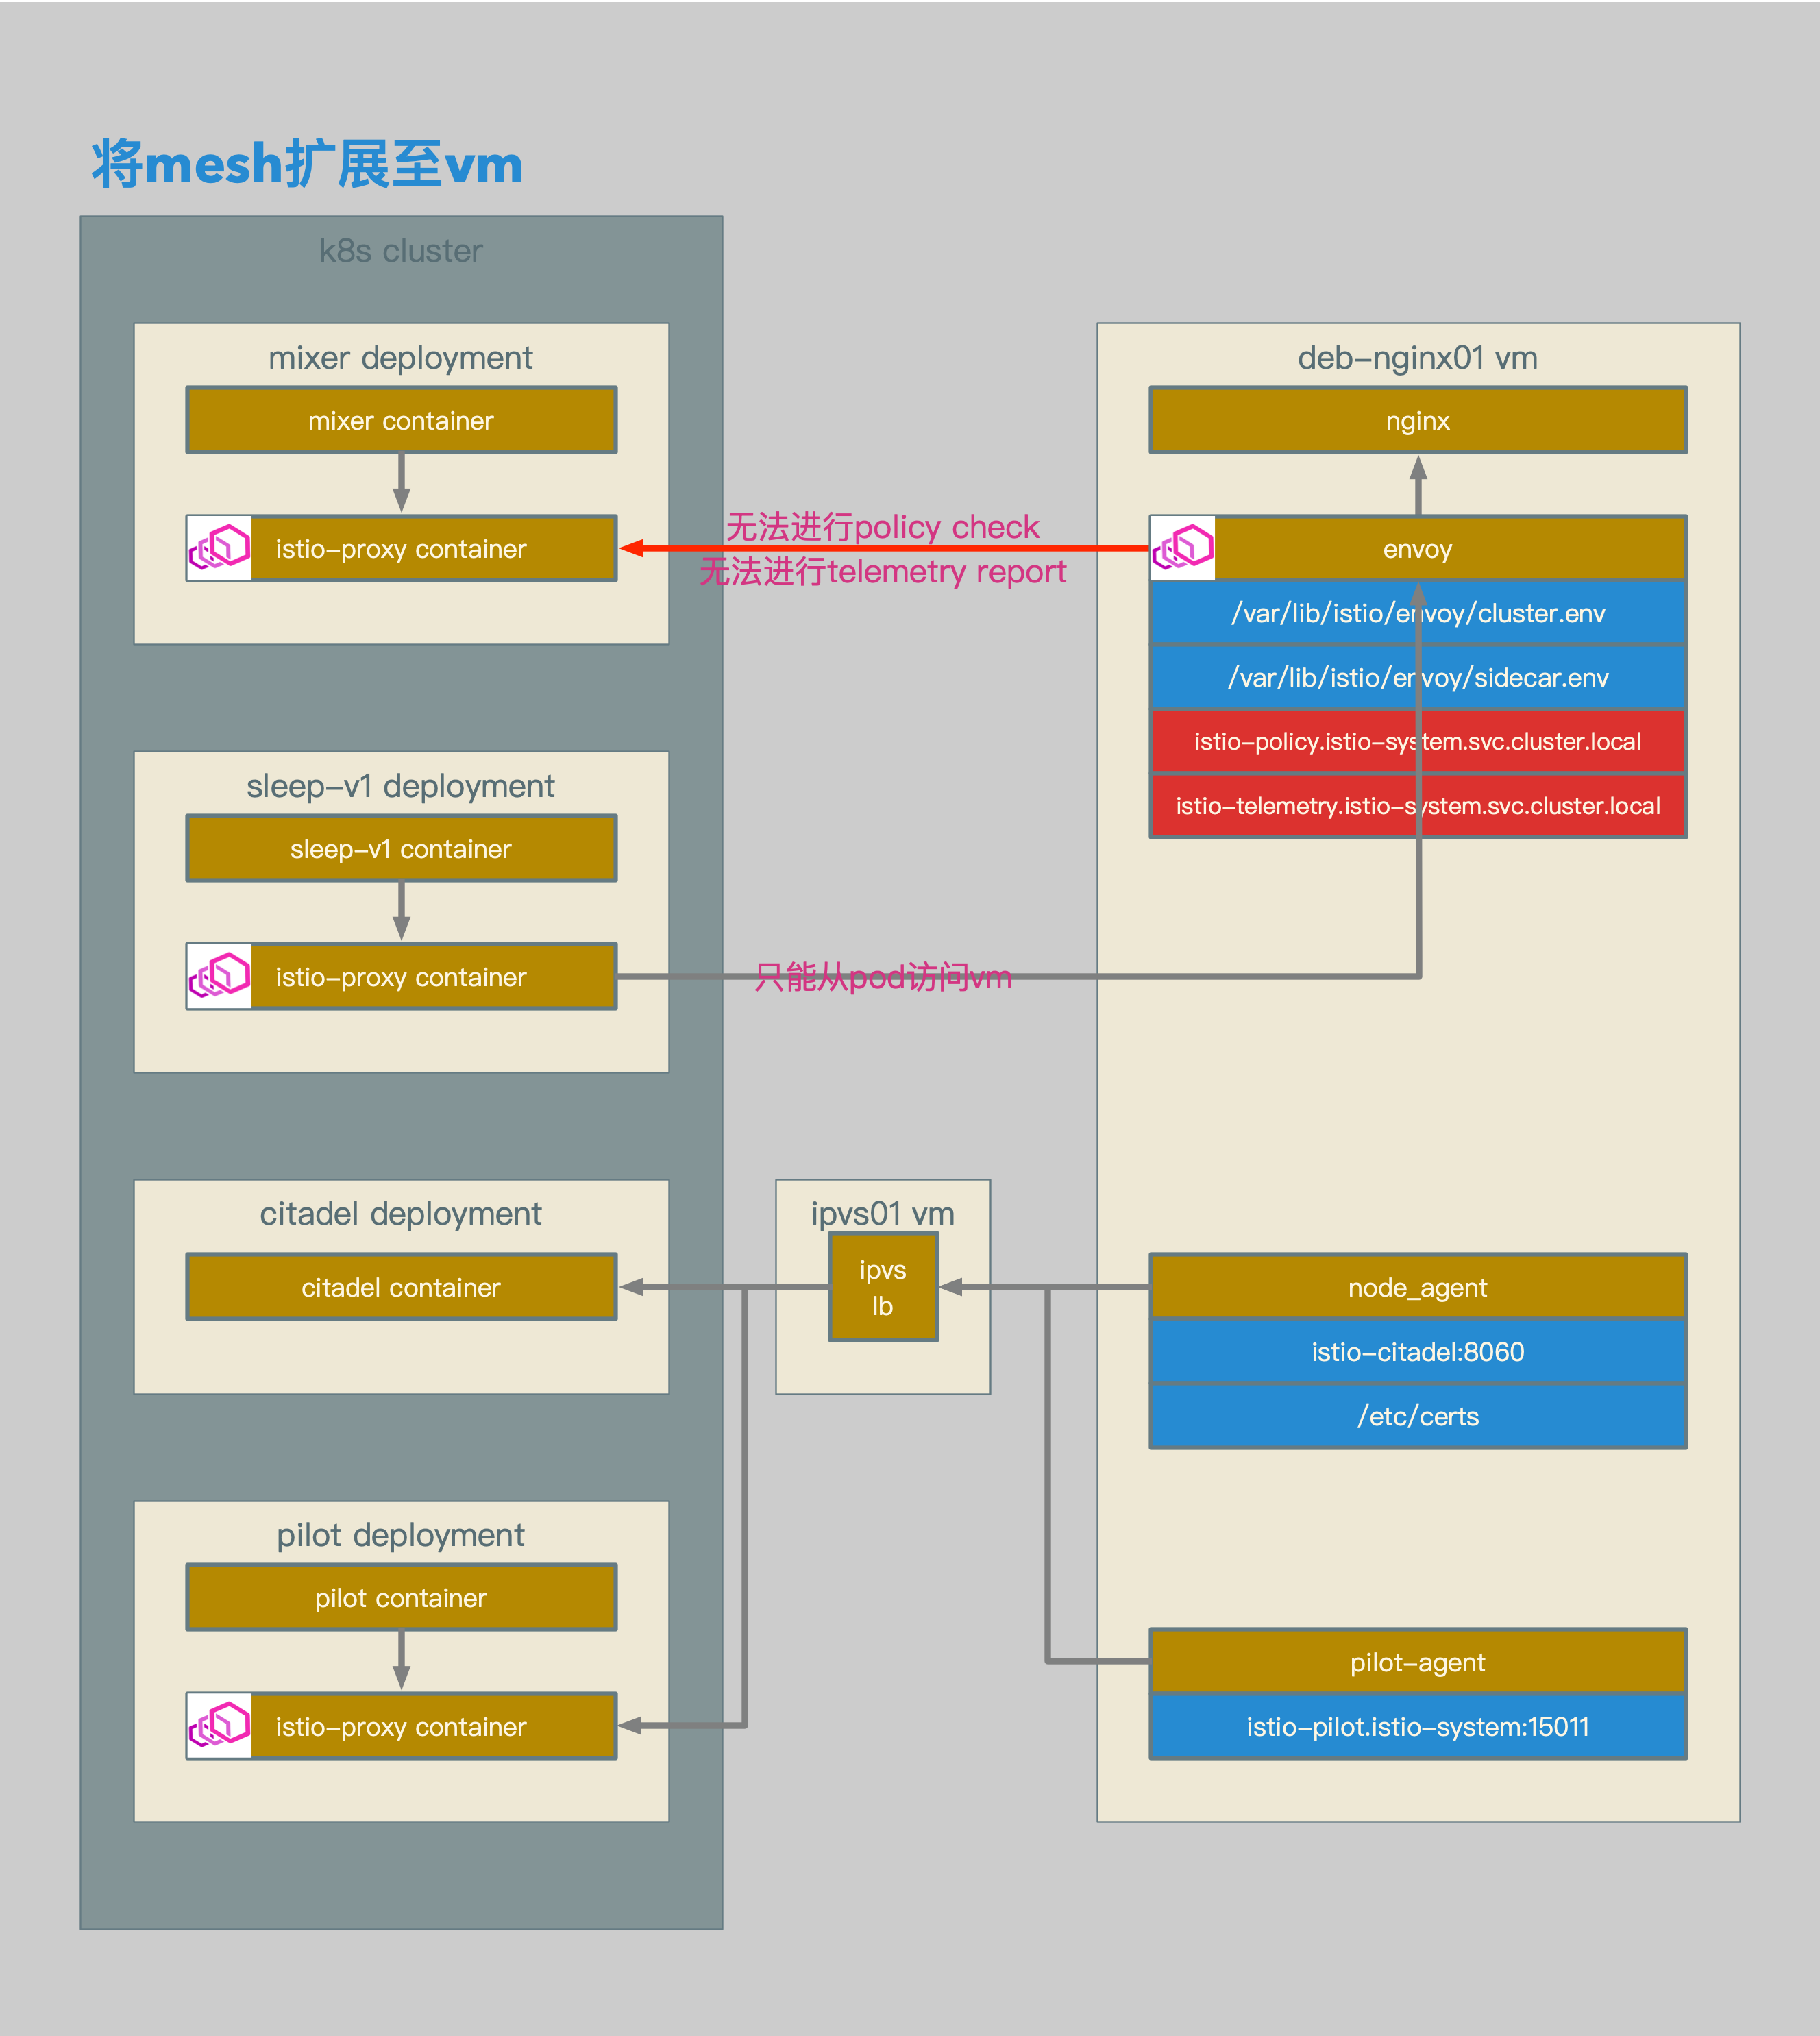 将mesh扩展至vm
k8s cluster
mixer deployment
mixer container
istio-proxy container
sleep-v1 deployment
sleep-v1 container
istio-proxy container
citadel deployment
citadel container
pilot deployment
pilot container
istio-proxy container
无法进行policy check
无法进行telemetry report
只能从pod访问vm
ipvs01 vm
ipvs
lb
deb-nginx01 vm
nginx
envoy
/var/lib/istio/envoy/cluster.env
/var/lib/istio/envoy/sidecar.env
istio-policy.istio-system.svc.cluster.local
istio-telemetry.istio-system.svc.cluster.local
node_agent
istio-citadel:8060
/etc/certs
pilot-agent
istio-pilot.istio-system:15011